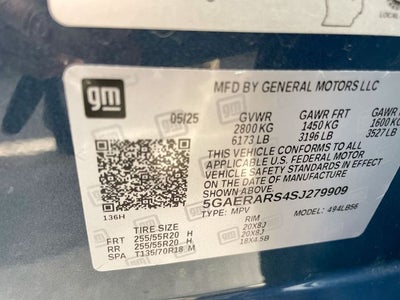 LOCAL
gm
MFD BY GENERAL MOTORS LLC
05/25 GVWR GAWR FRT GAWR
2800 KG 1450 KG 1600 KG
6173 LB 3196 LB 3527 LB
THIS VEHICLE CONFORMS TO ALL
APPLICABLE U.S. FEDERAL MOTOR
VEHICLE SAFETY STANDARDS IN EFFECT
ON THE DATE OF MANUFACTURE SHOWN ABOVE
5GAERARS4SJ279909
136H
TYPE: MPV MODEL: 494LB56
TIRE SIZE RIM
FRT 255/55R20 H 20X8J
RR 255/55R20 H 20X8J
SPA T135/70R18 M 18X4.5B